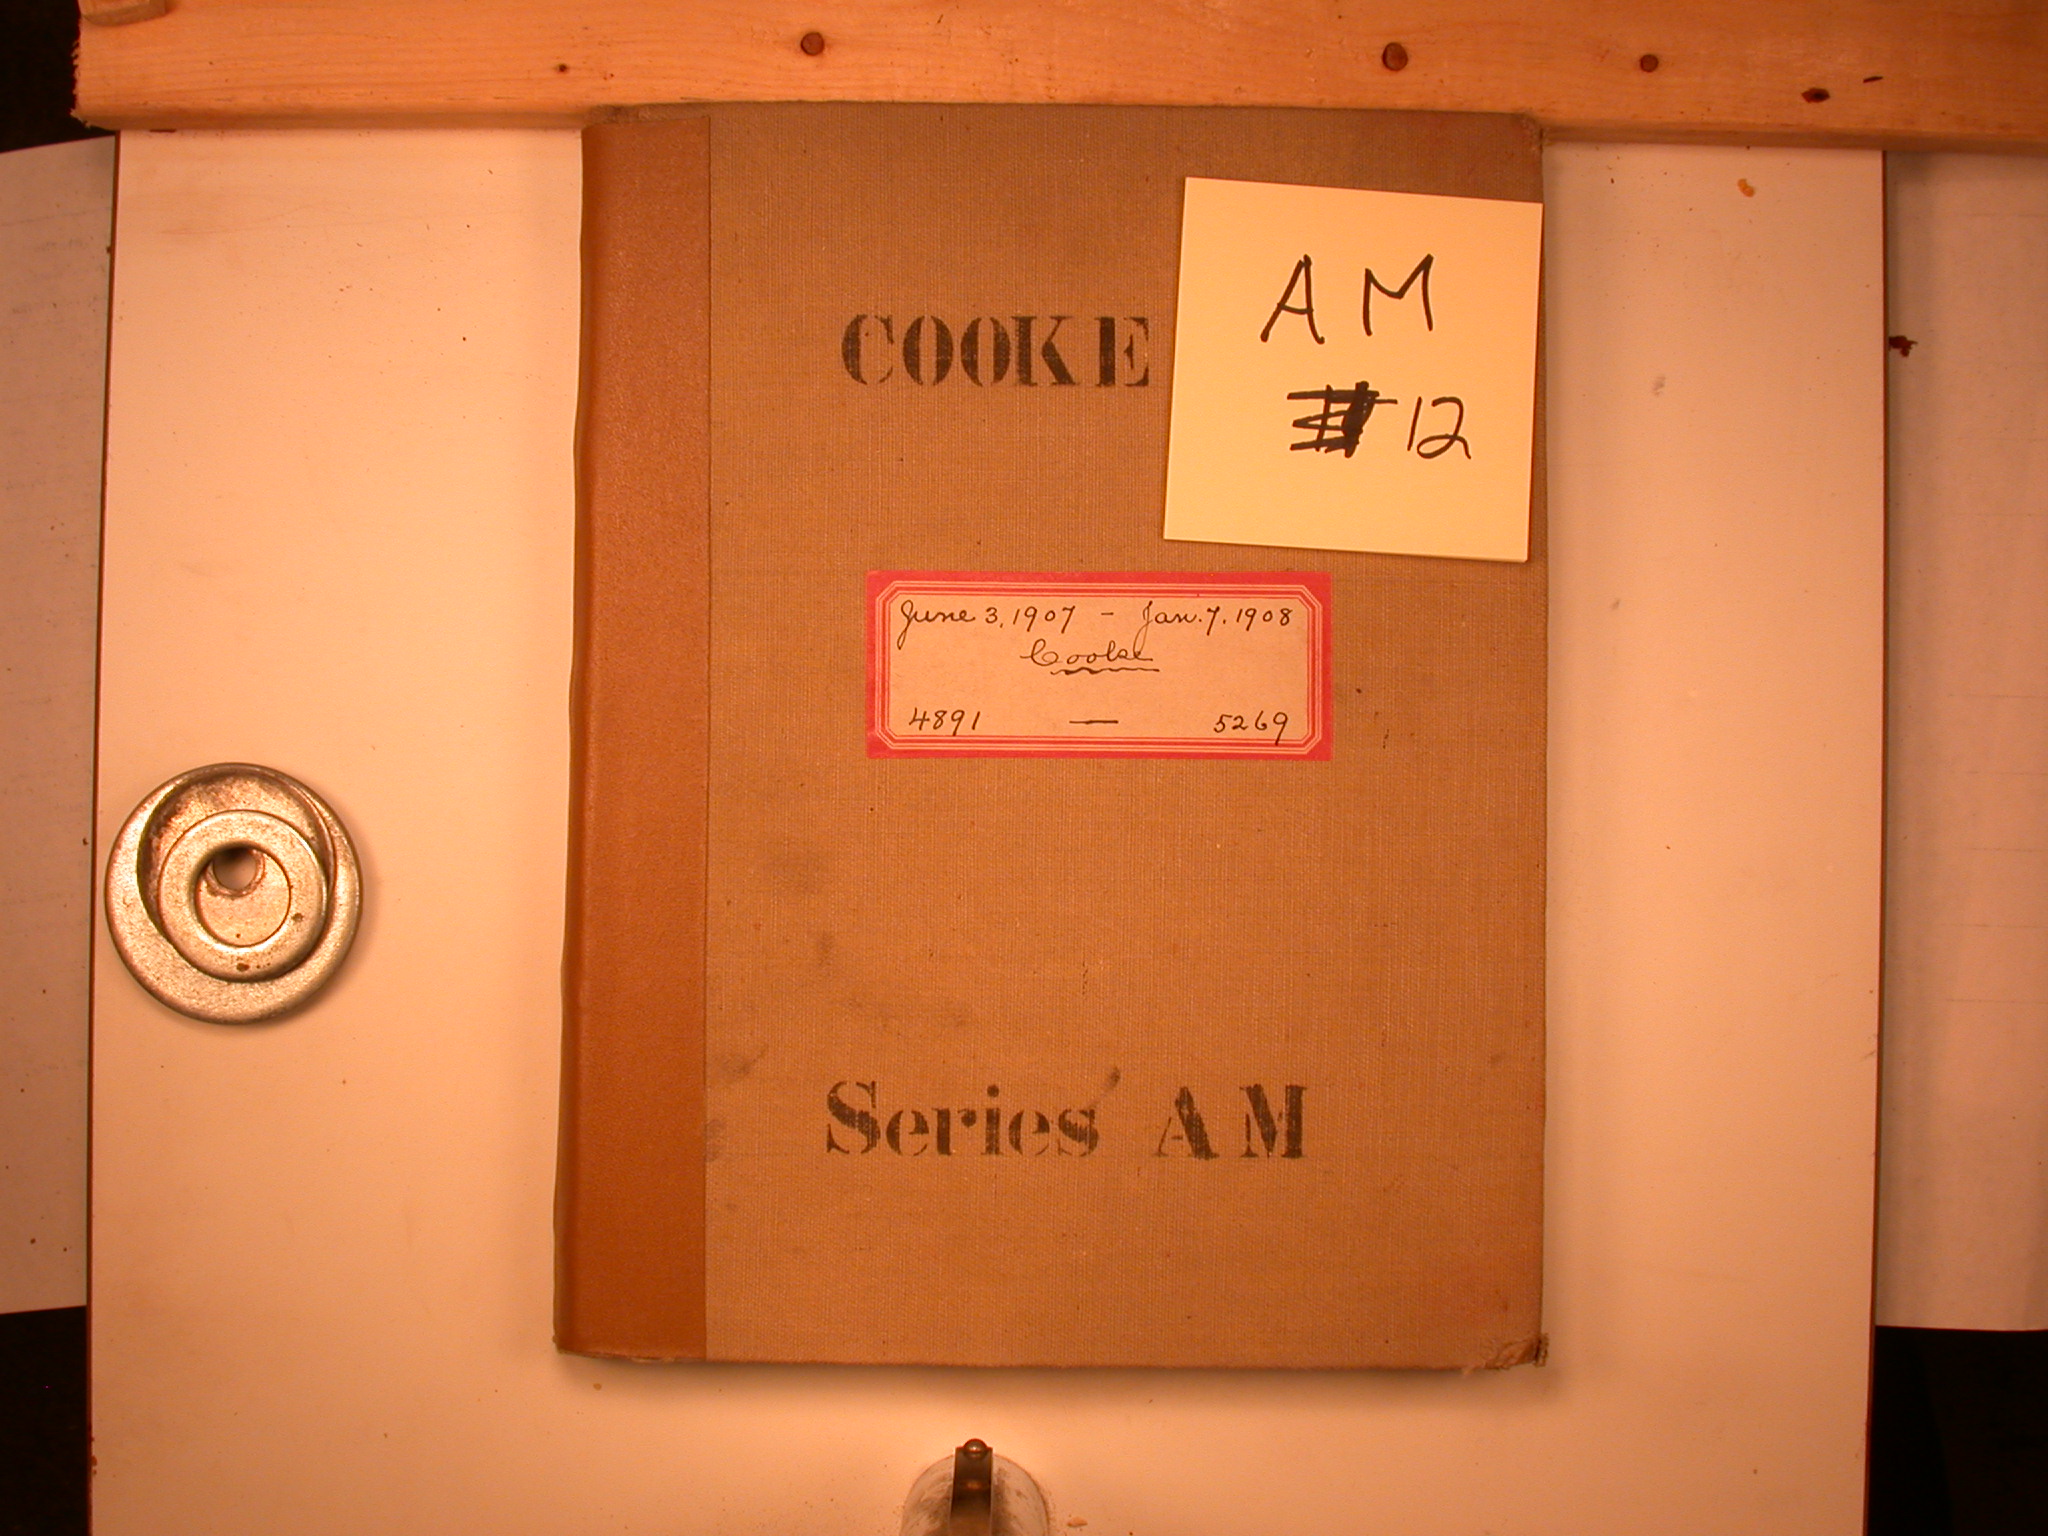 COOKE
AM
12
June 3, 1907 - Jan. 7. 1908
Cooke
4891 — 5269
Series AM